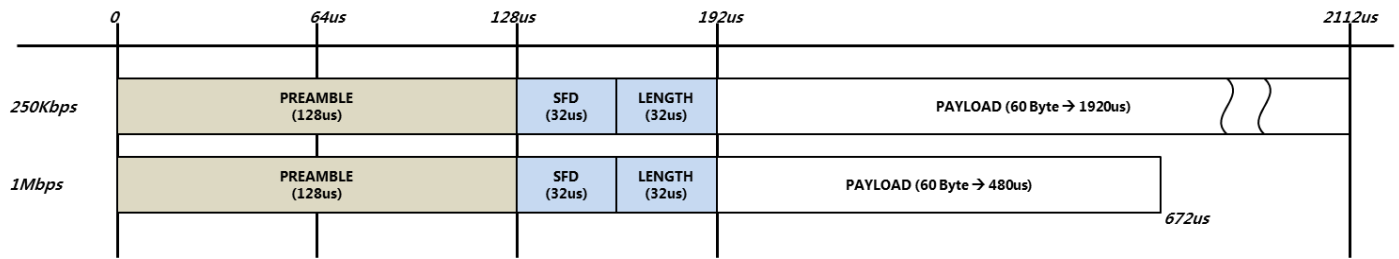 0 64us 128us 192us 2112us
250Kbps
PREAMBLE
(128us)
SFD
(32us)
LENGTH
(32us)
PAYLOAD (60 Byte → 1920us)
1Mbps
PREAMBLE
(128us)
SFD
(32us)
LENGTH
(32us)
PAYLOAD (60 Byte → 480us)
672us